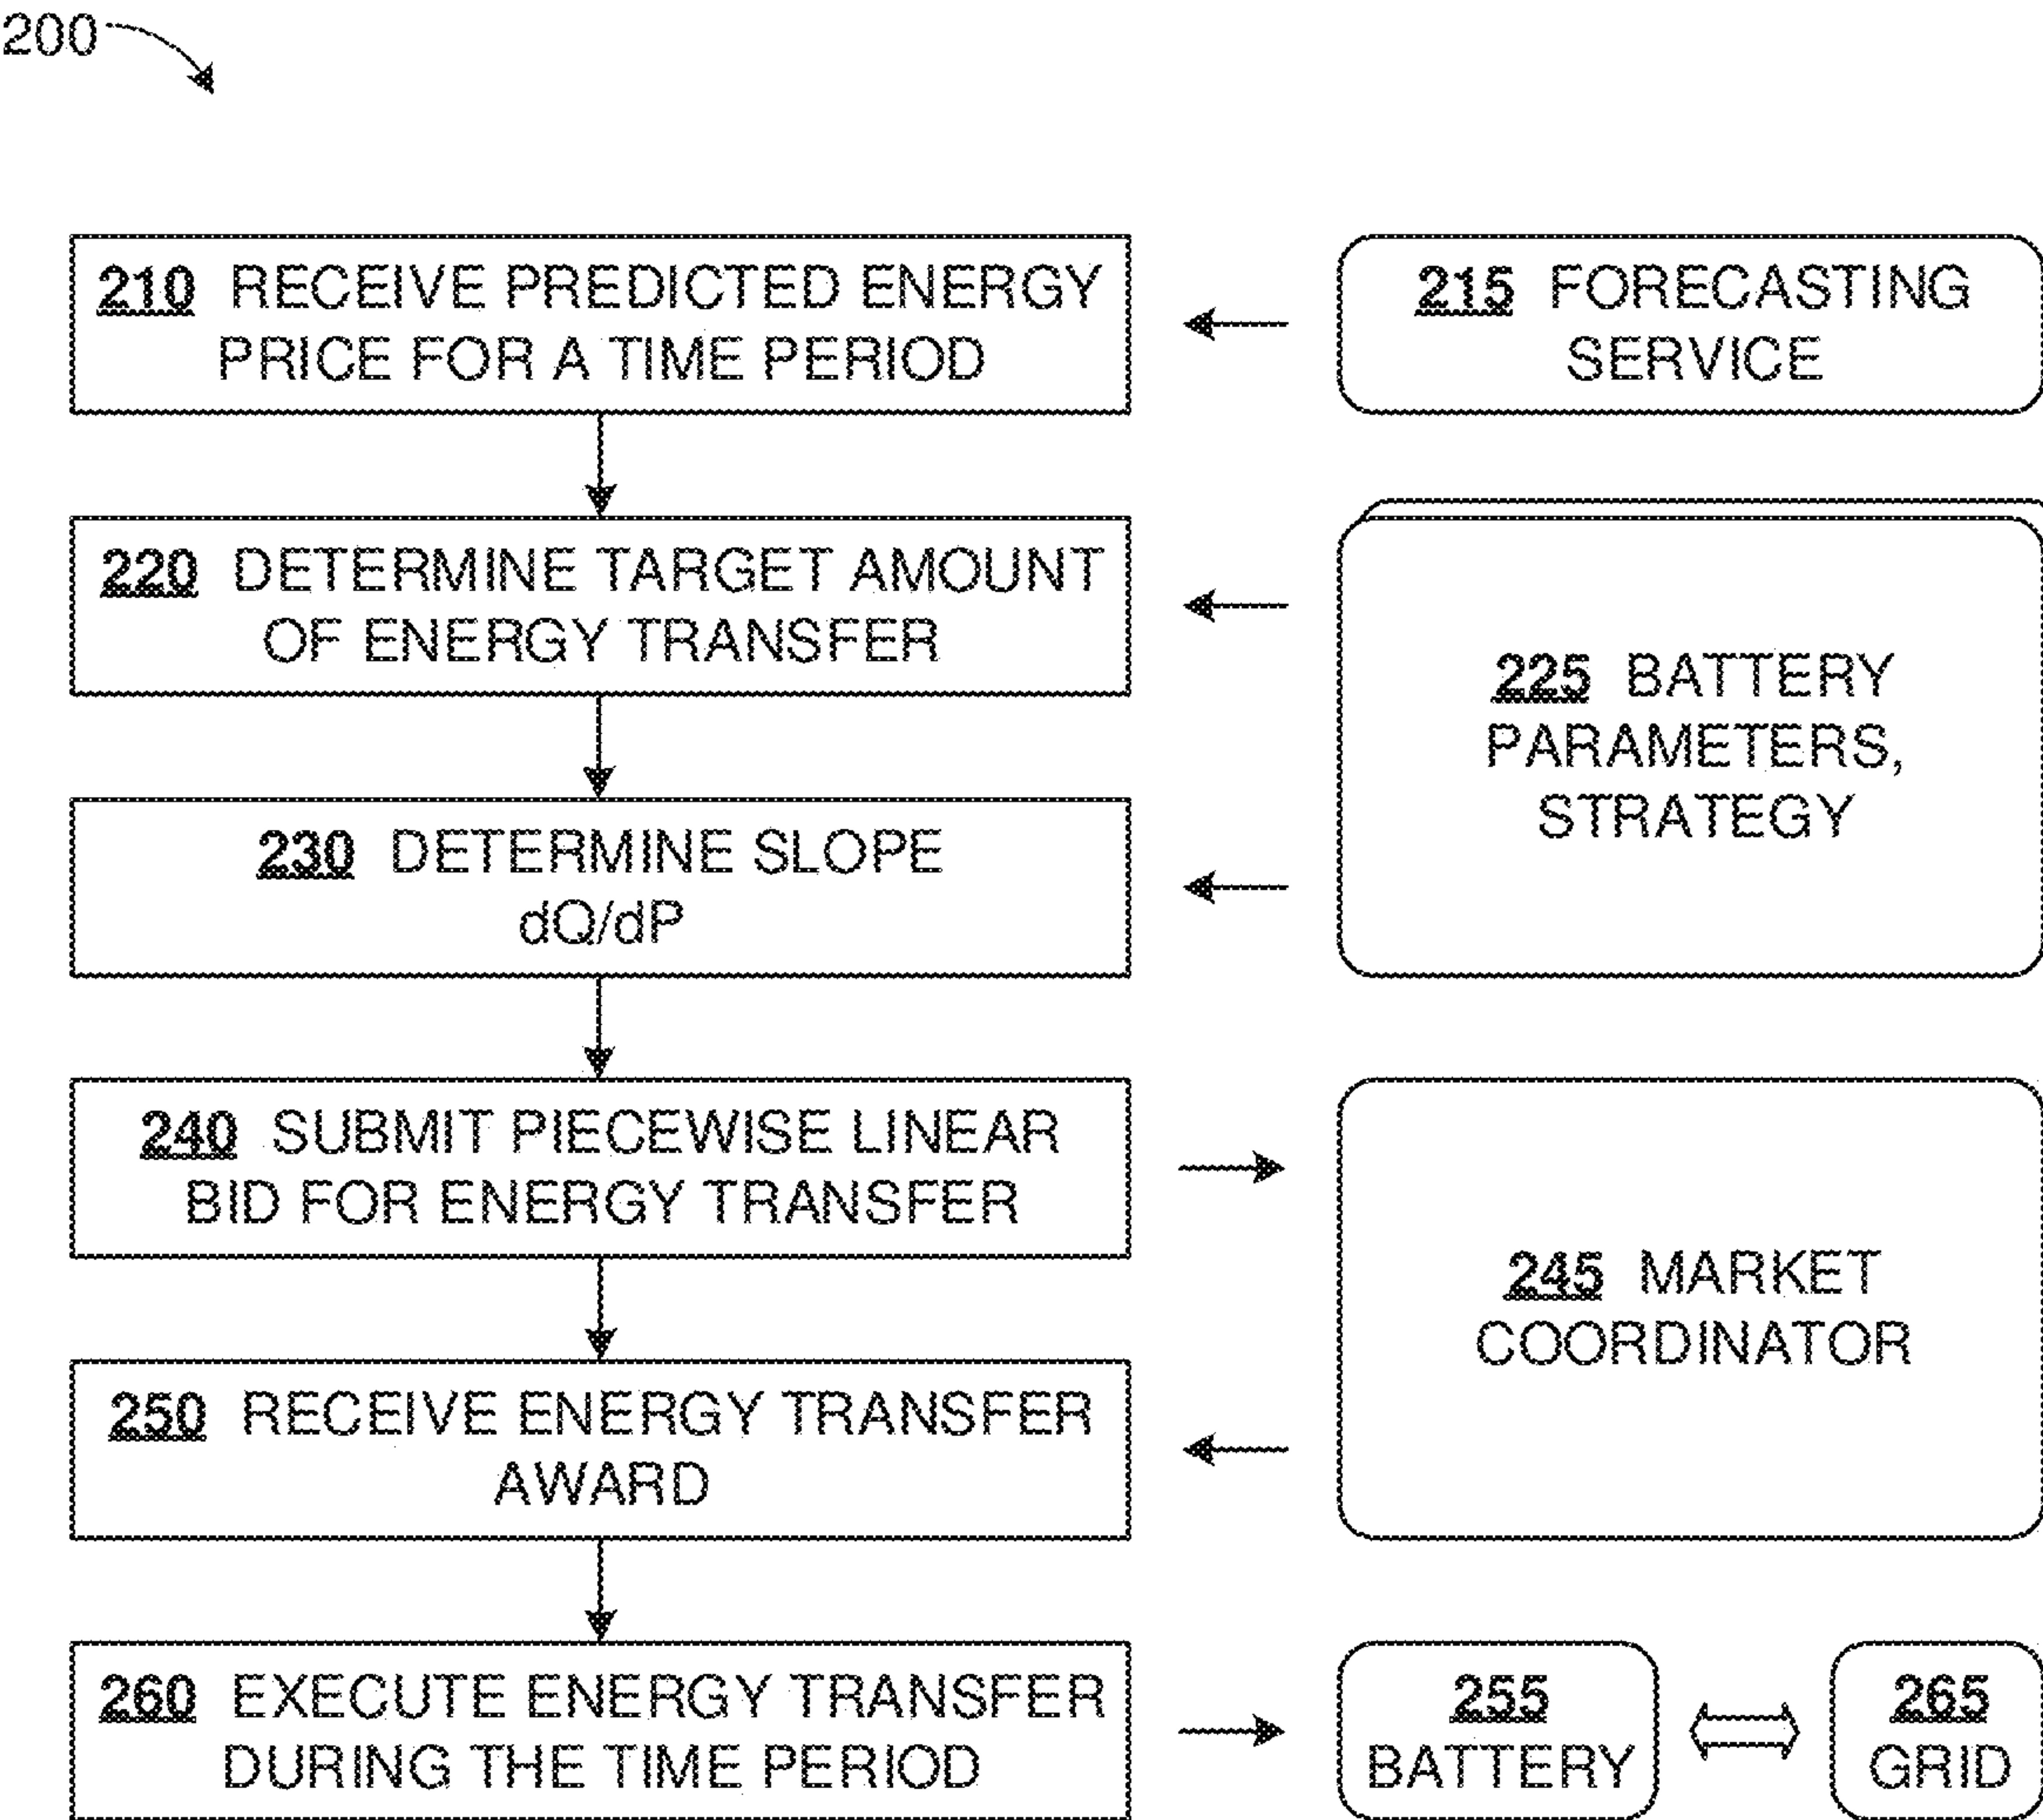 200
210 RECEIVE PREDICTED ENERGY
PRICE FOR A TIME PERIOD
215 FORECASTING
SERVICE
220 DETERMINE TARGET AMOUNT
OF ENERGY TRANSFER
225 BATTERY
PARAMETERS,
STRATEGY
230 DETERMINE SLOPE
dQ/dP
240 SUBMIT PIECEWISE LINEAR
BID FOR ENERGY TRANSFER
245 MARKET
COORDINATOR
250 RECEIVE ENERGY TRANSFER
AWARD
260 EXECUTE ENERGY TRANSFER
DURING THE TIME PERIOD
255
BATTERY
265
GRID